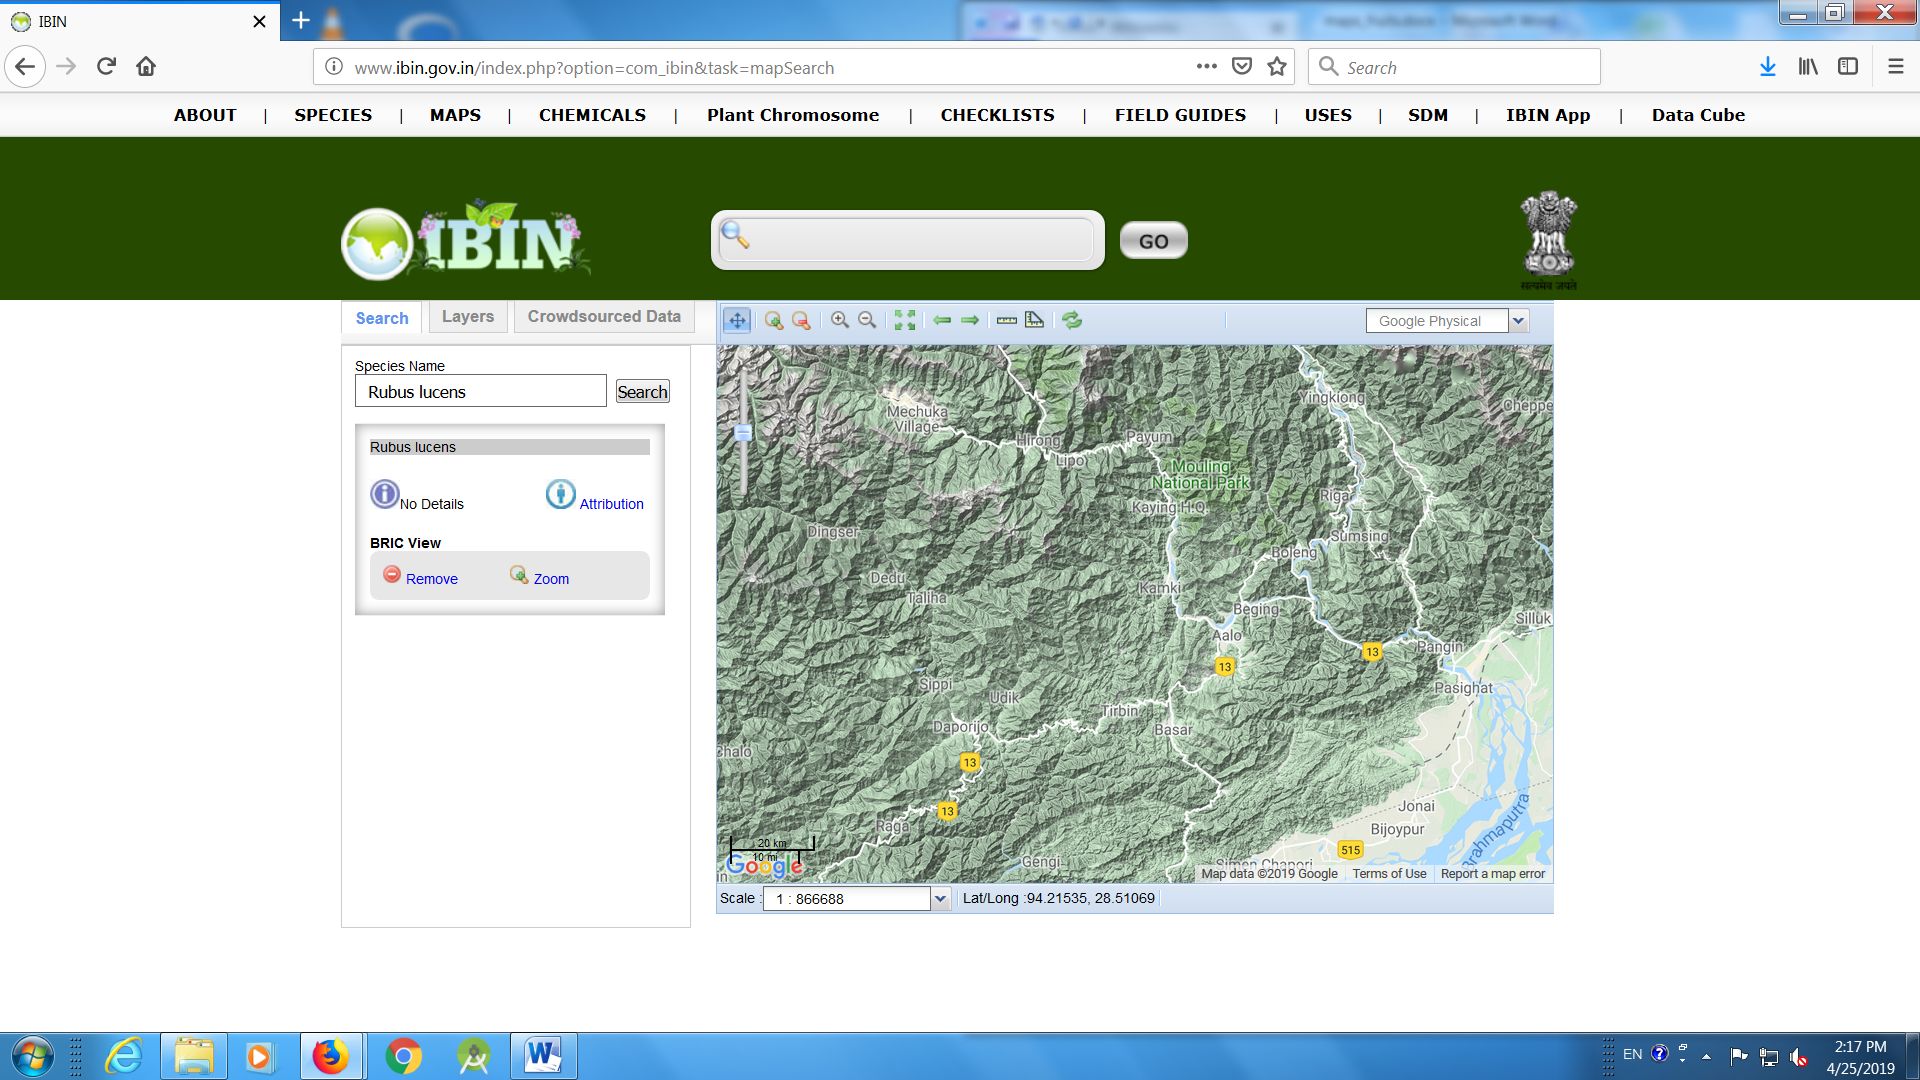 IBIN
www.ibin.gov.in/index.php?option=com_ibin&task=mapSearch
Search
ABOUT | SPECIES | MAPS | CHEMICALS | Plant Chromosome | CHECKLISTS | FIELD GUIDES | USES | SDM | IBIN App | Data Cube
IBIN
GO
सत्यमेव जयते
Search Layers Crowdsourced Data
Google Physical
Species Name
Rubus lucens Search
Rubus lucens
No Details Attribution
BRIC View
Remove Zoom
Yingkiong
Cheppe
Mechuka
Village
Hirong
Payum
Lipo
Mouling
National Park
Riga
Kaying H.Q.
Dingser
Sumsing
Boleng
Dedu
Kamki
Taliha
Beging
Silluk
Aalo
13
13
Pangin
Sippi
Pasighat
Udik
Tirbin
Daporijo
Basar
13
Jonai
13
Raga
Bijoypur
Brahmaputra
20 km
10 mi
515
Google
Gengi
Simen Chapori
Map data ©2019 Google Terms of Use Report a map error
Scale : 1 : 866688 Lat/Long :94.21535, 28.51069
EN
2:17 PM
4/25/2019